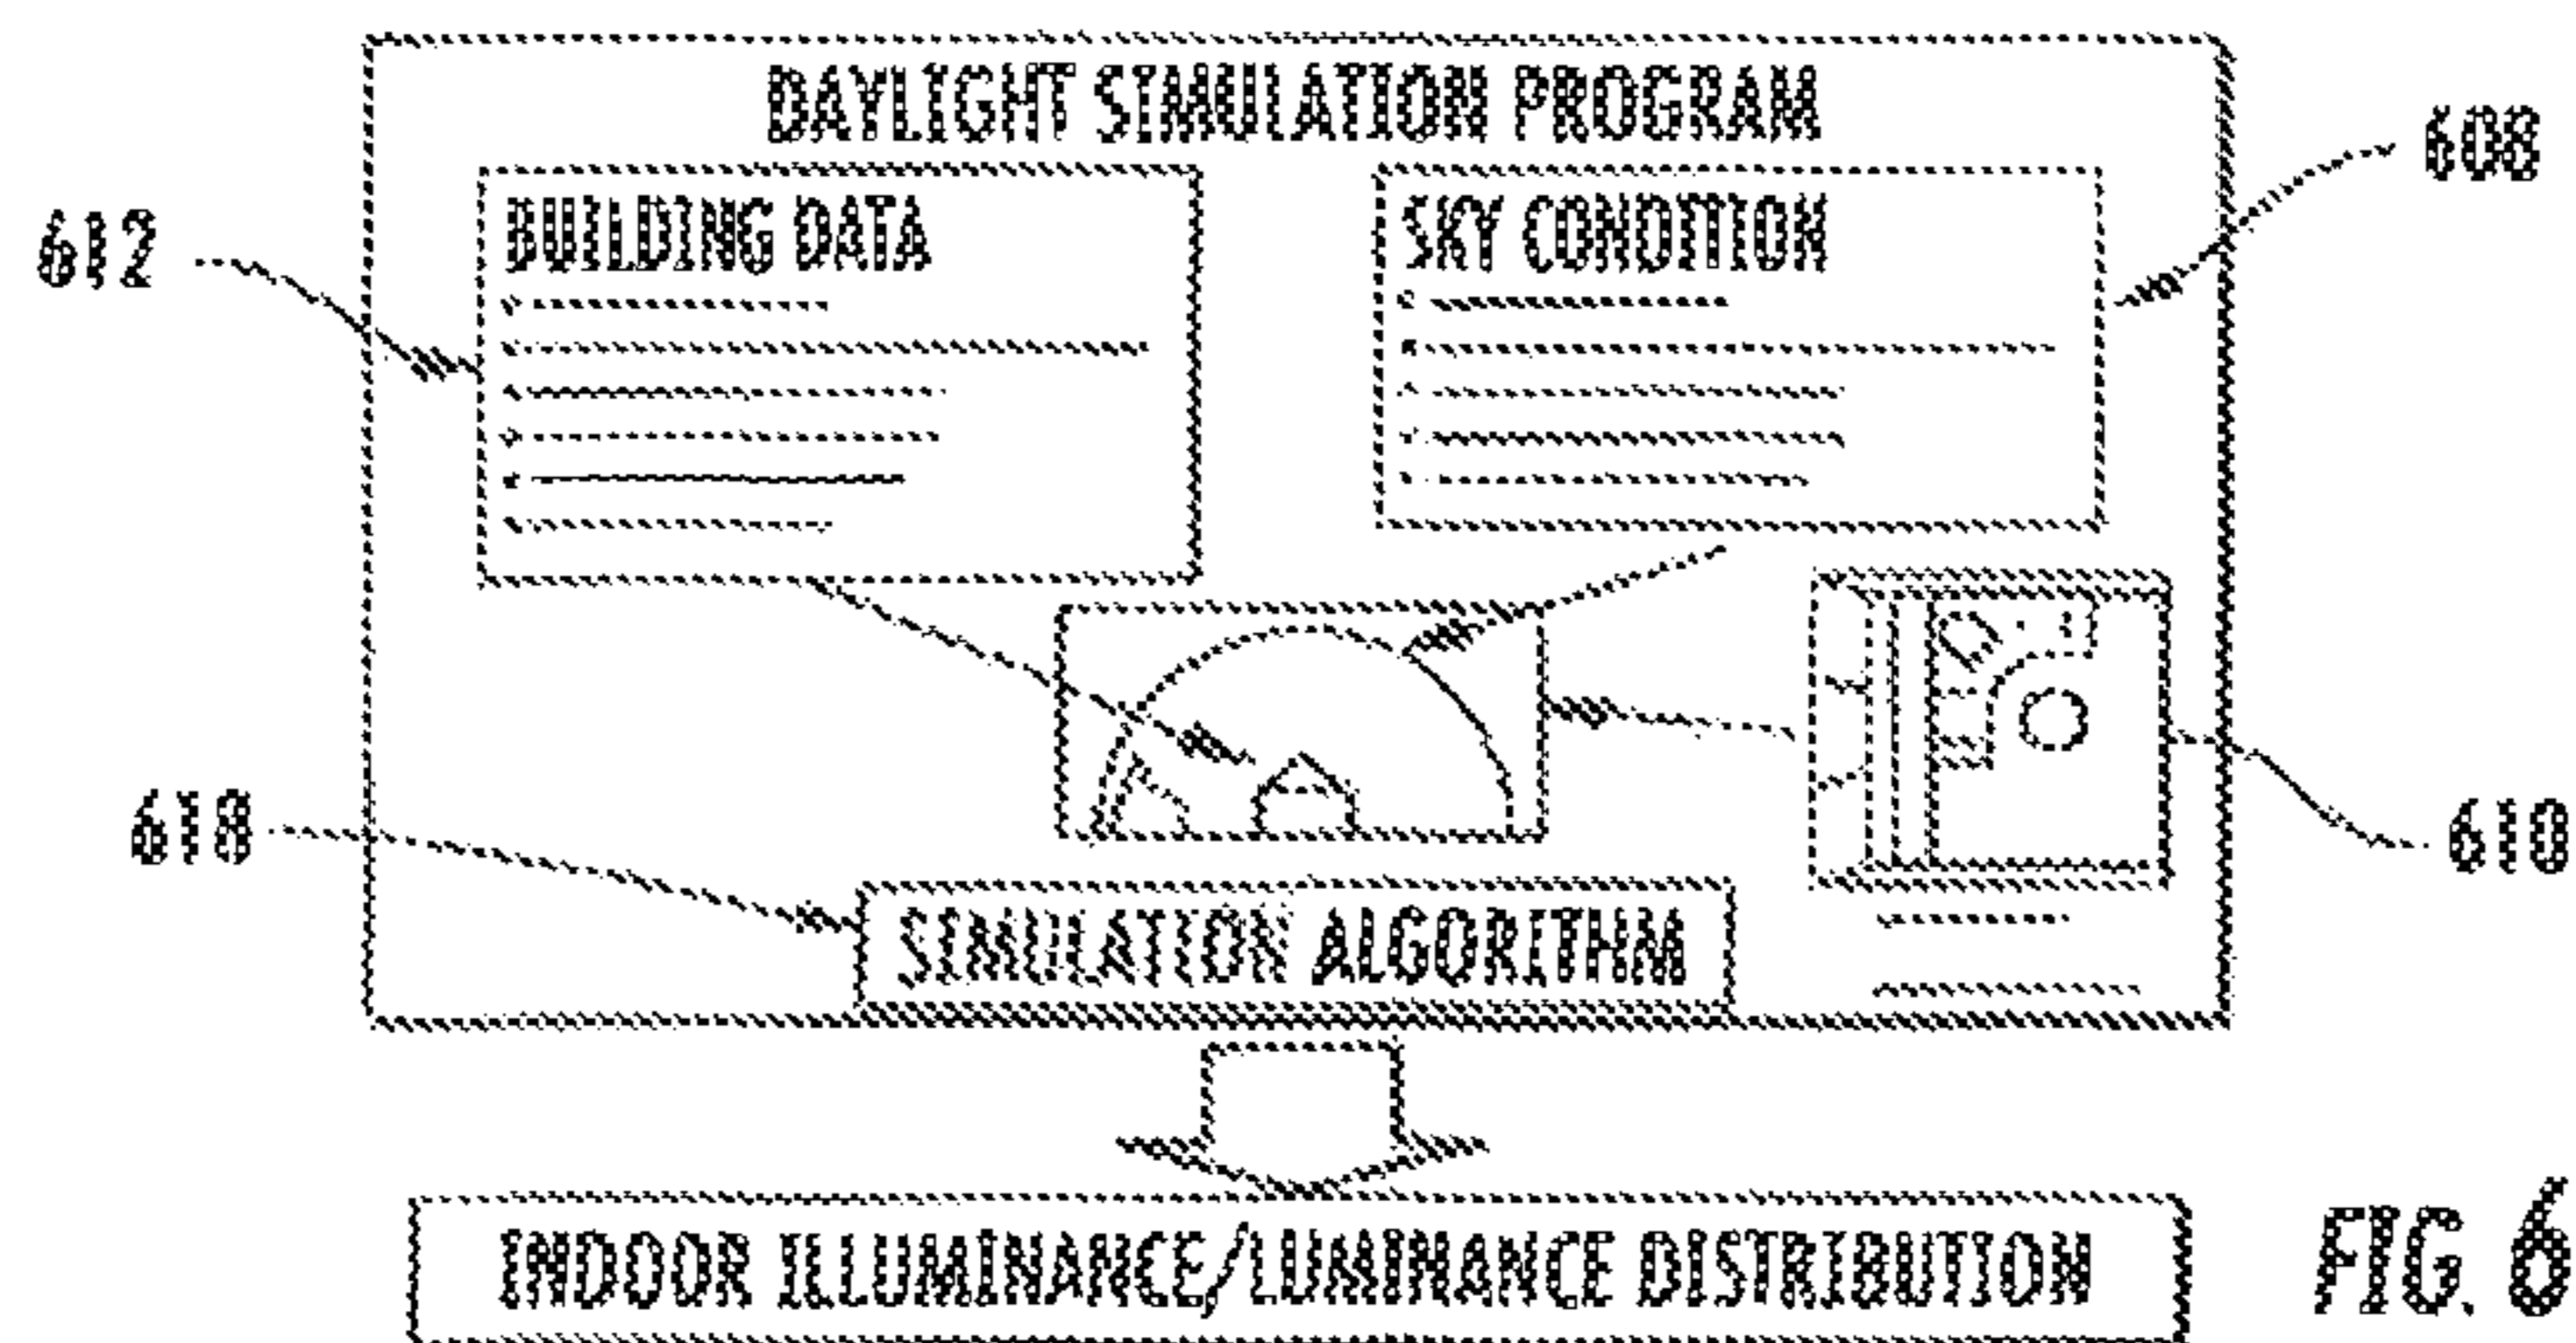 DAYLIGHT SIMULATION PROGRAM
608
612
BUILDING DATA
SKY CONDITION
618
610
SIMULATION ALGORITHM
INDOOR ILLUMINANCE/LUMINANCE DISTRIBUTION
FIG. 6